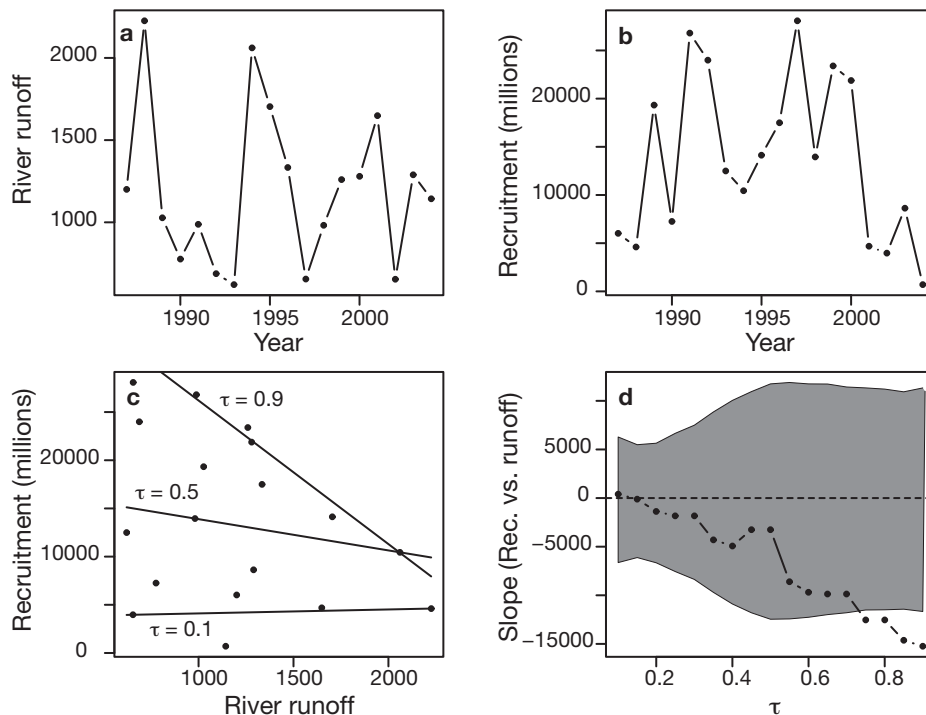 a
River runoff
2000
1500
1000
1990 1995 2000
Year
b
Recruitment (millions)
20000
10000
0
1990 1995 2000
Year
c
Recruitment (millions)
20000
10000
0
τ = 0.9
τ = 0.5
τ = 0.1
1000 1500 2000
River runoff
d
Slope (Rec. vs. runoff)
5000
0
−5000
−15000
0.2 0.4 0.6 0.8
τ